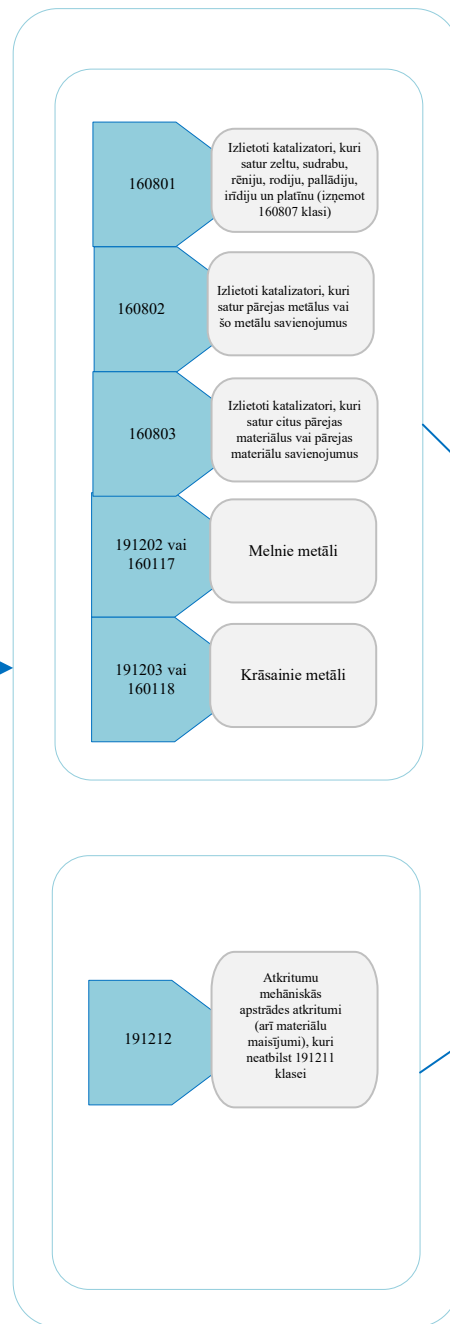 160801
Izlietoti katalizatori, kuri
satur zeltu, sudrabu,
rēniju, rodiju, pallādiju,
irīdiju un platīnu (izņemot
160807 klasi)
160802
Izlietoti katalizatori, kuri
satur pārejas metālus vai
šo metālu savienojumus
160803
Izlietoti katalizatori, kuri
satur citus pārejas
materiālus vai pārejas
materiālu savienojumus
191202 vai
160117
Melnie metāli
191203 vai
160118
Krāsainie metāli
191212
Atkritumu
mehāniskās
apstrādes atkritumi
(arī materiālu
maisījumi), kuri
neatbilst 191211
klasei